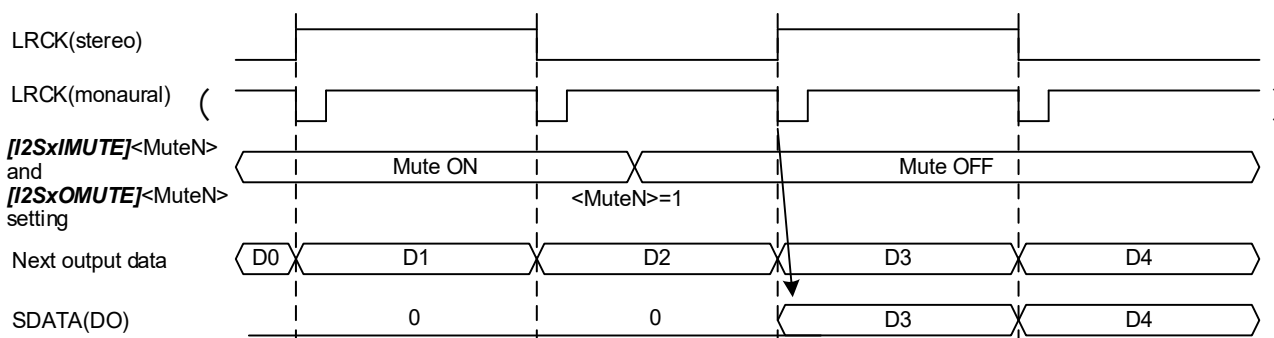 LRCK(stereo)
LRCK(monaural) ( )
[I2SxIMUTE]<MuteN>
and
[I2SxOMUTE]<MuteN>
setting
Mute ON
Mute OFF
<MuteN>=1
Next output data
D0 D1 D2 D3 D4
SDATA(DO)
0 0 D3 D4